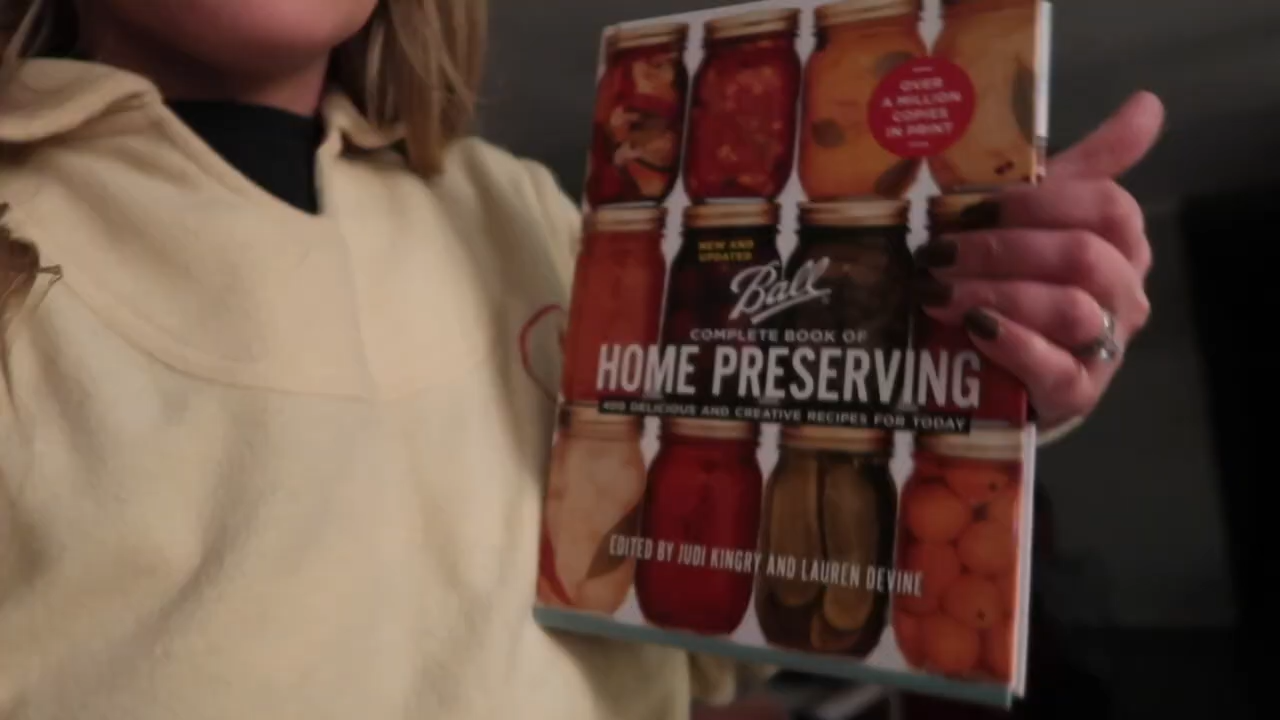 OVER
A MILLION
COPIES
IN PRINT
NEW AND
UPDATED
Ball
COMPLETE BOOK OF
HOME PRESERVING
400 DELICIOUS AND CREATIVE RECIPES FOR TODAY
EDITED BY JUDI KINGRY AND LAUREN DEVINE